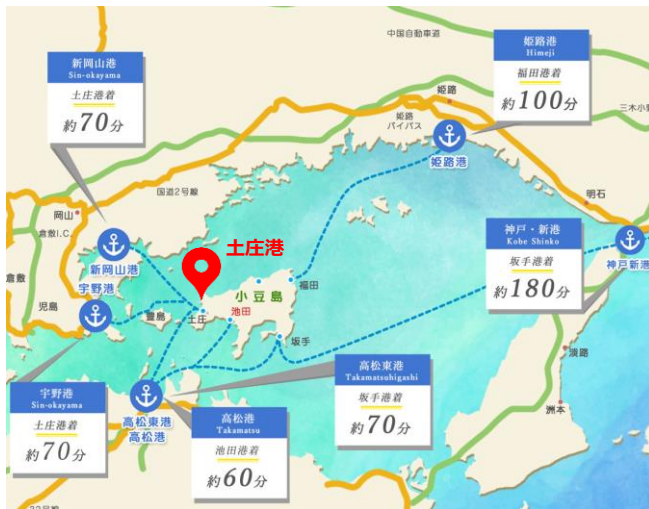 中国自動車道
新岡山港
Sin-okayama
土庄港着
約70分
姫路港
Himeji
福田港着
約100分
姫路
姫路
バイパス
三木小野
姫路港
国道2号線
明石
岡山
倉敷I.C.
神戸・新港
Kobe Shinko
坂手港着
約180分
神戸新港
新岡山港
土庄港
倉敷
宇野港
児島
小豆島
福田
豊島
土庄
池田
坂手
淡路
高松東港
Takamatsuhigashi
坂手港着
約70分
宇野港
Sin-okayama
土庄港着
約70分
高松東港
高松港
高松港
Takamatsu
池田港着
約60分
洲本